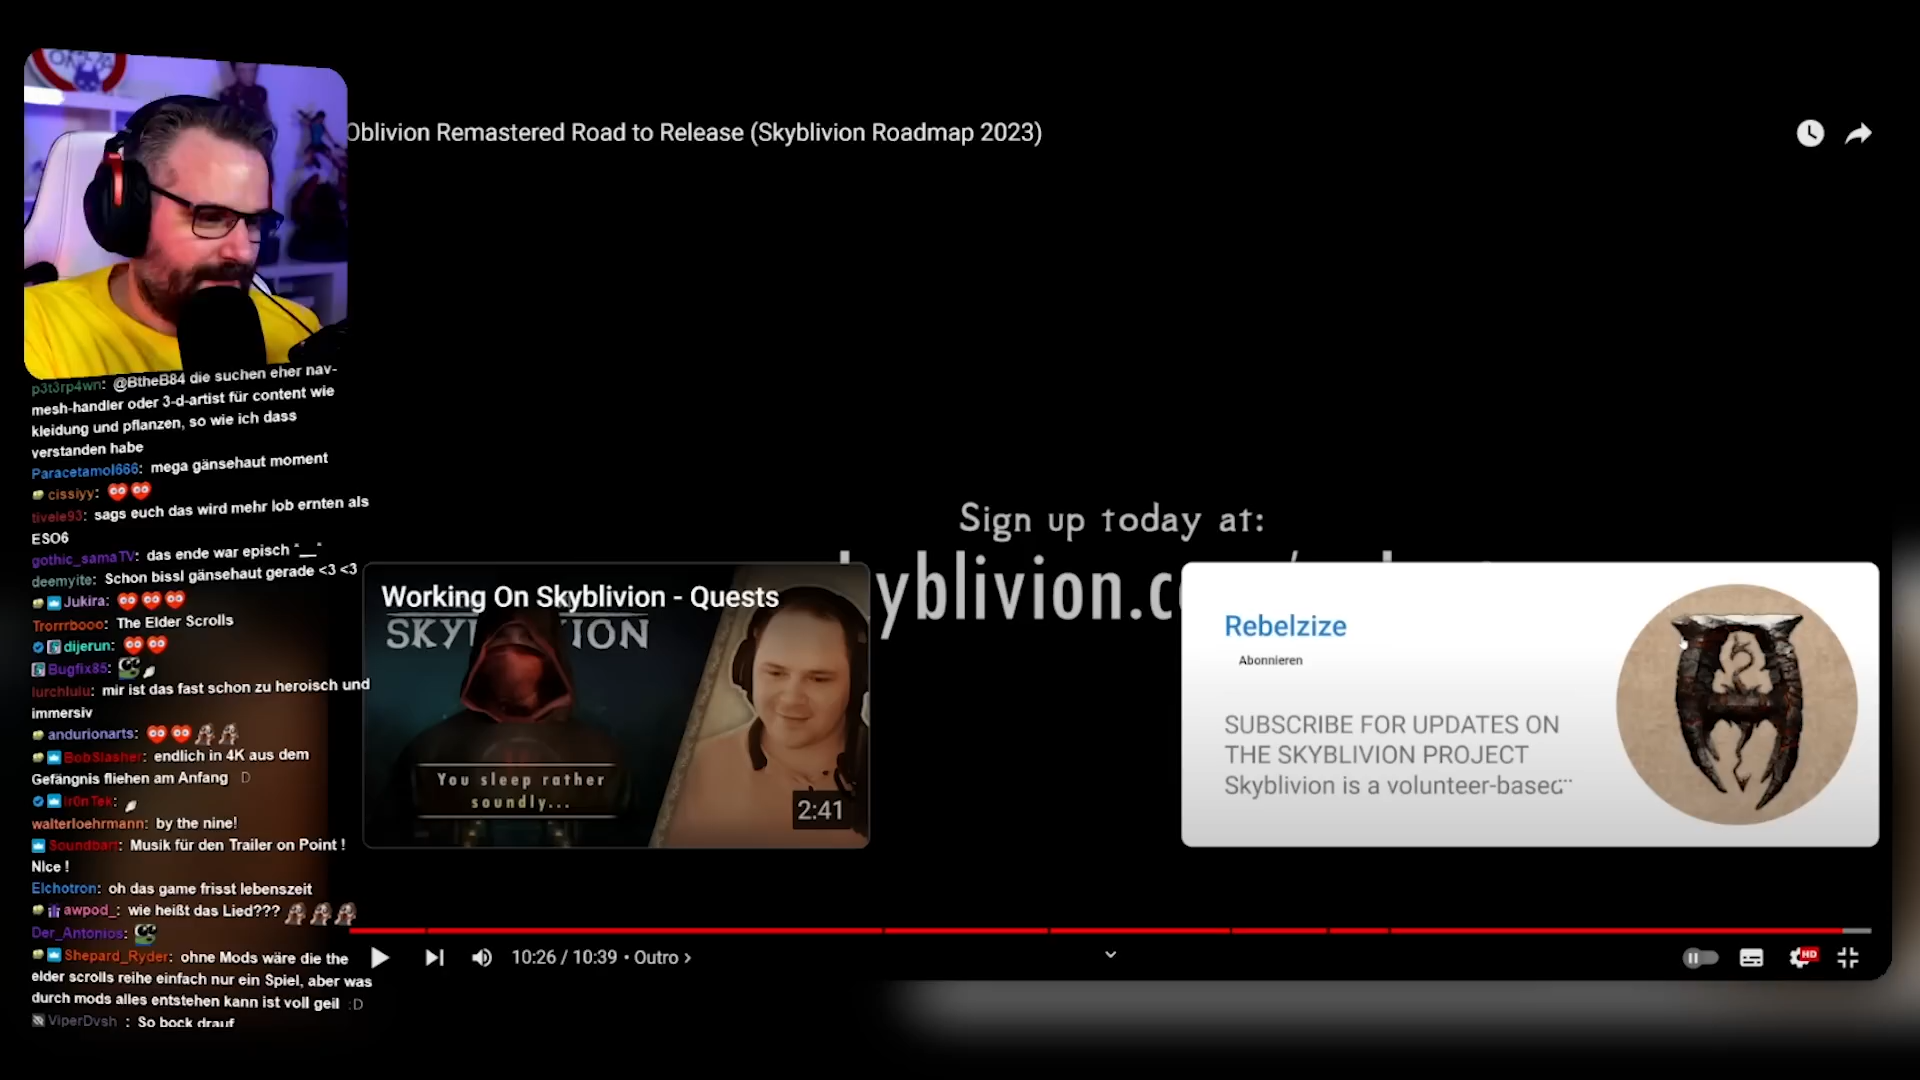 Oblivion Remastered Road to Release (Skyblivion Roadmap 2023)
p3t3rp4wn: @BtheB84 die suchen eher nav-
mesh-handler oder 3-d-artist für content wie
kleidung und pflanzen, so wie ich dass
verstanden habe
Paracetamol666: mega gänsehaut moment
cissiyy:
tivele93: sags euch das wird mehr lob ernten als
ESO6
gothic_samaTV: das ende war episch ^__^
deemyite: Schon bissl gänsehaut gerade <3 <3
Jukira:
Trorrrbooo: The Elder Scrolls
dijerun:
Bugfix85:
lurchlulu: mir ist das fast schon zu heroisch und
immersiv
andurionarts:
BobSlasher: endlich in 4K aus dem
Gefängnis fliehen am Anfang :D
Ir0nTek:
walterloehrmann: by the nine!
Soundbart: Musik für den Trailer on Point !
NIce !
Elchotron: oh das game frisst lebenszeit
awpod_: wie heißt das Lied???
Der_Antonios:
Shepard_Ryder: ohne Mods wäre die the
elder scrolls reihe einfach nur ein Spiel, aber was
durch mods alles entstehen kann ist voll geil :D
ViperDvsh : So bock drauf
Sign up today at:
yblivion.c
Working On Skyblivion - Quests
You sleep rather
soundly...
2:41
Rebelzize
Abonnieren
SUBSCRIBE FOR UPDATES ON
THE SKYBLIVION PROJECT
Skyblivion is a volunteer-basec...
10:26 / 10:39 • Outro >
HD